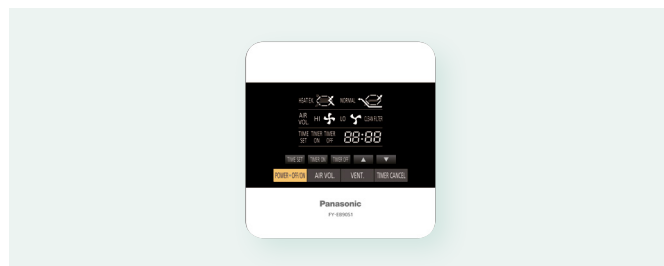 HEAT EX. NORMAL
AIR VOL. HI LO CLEAN FILTER
TIME SET TIMER ON TIMER OFF 88:88
TIME SET TIMER ON TIMER OFF ▲ ▼
POWER・OFF/ON AIR VOL. VENT. TIMER CANCEL
Panasonic